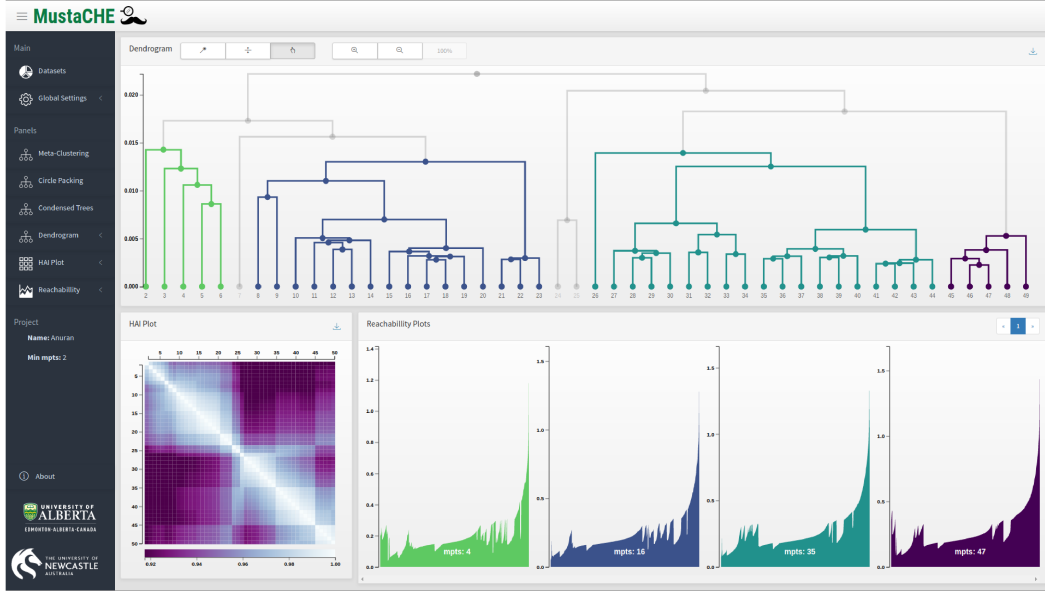 MustaCHE
Main
Datasets
Global Settings
Panels
Meta-Clustering
Circle Packing
Condensed Trees
Dendrogram
HAI Plot
Reachability
Project
Name: Anuran
Min mpts: 2
About
UNIVERSITY OF
ALBERTA
EDMONTON·ALBERTA·CANADA
THE UNIVERSITY OF
NEWCASTLE
AUSTRALIA
Dendrogram
100%
0.020
0.015
0.010
0.005
0.000
2 3 4 5 6 7 8 9 10 11 12 13 14 15 16 17 18 19 20 21 22 23 24 25 26 27 28 29 30 31 32 33 34 35 36 37 38 39 40 41 42 43 44 45 46 47 48 49
HAI Plot
5 10 15 20 25 30 35 40 45 50
5
10
15
20
25
30
35
40
45
50
0.92 0.94 0.96 0.98 1.00
Reachabillity Plots
« 1 »
1.4
1.2
1.0
0.8
0.6
0.4
0.2
0.0
mpts: 4
1.5
1.0
0.5
0.0
mpts: 16
1.5
1.0
0.5
0.0
mpts: 35
1.5
1.0
0.5
0.0
mpts: 47